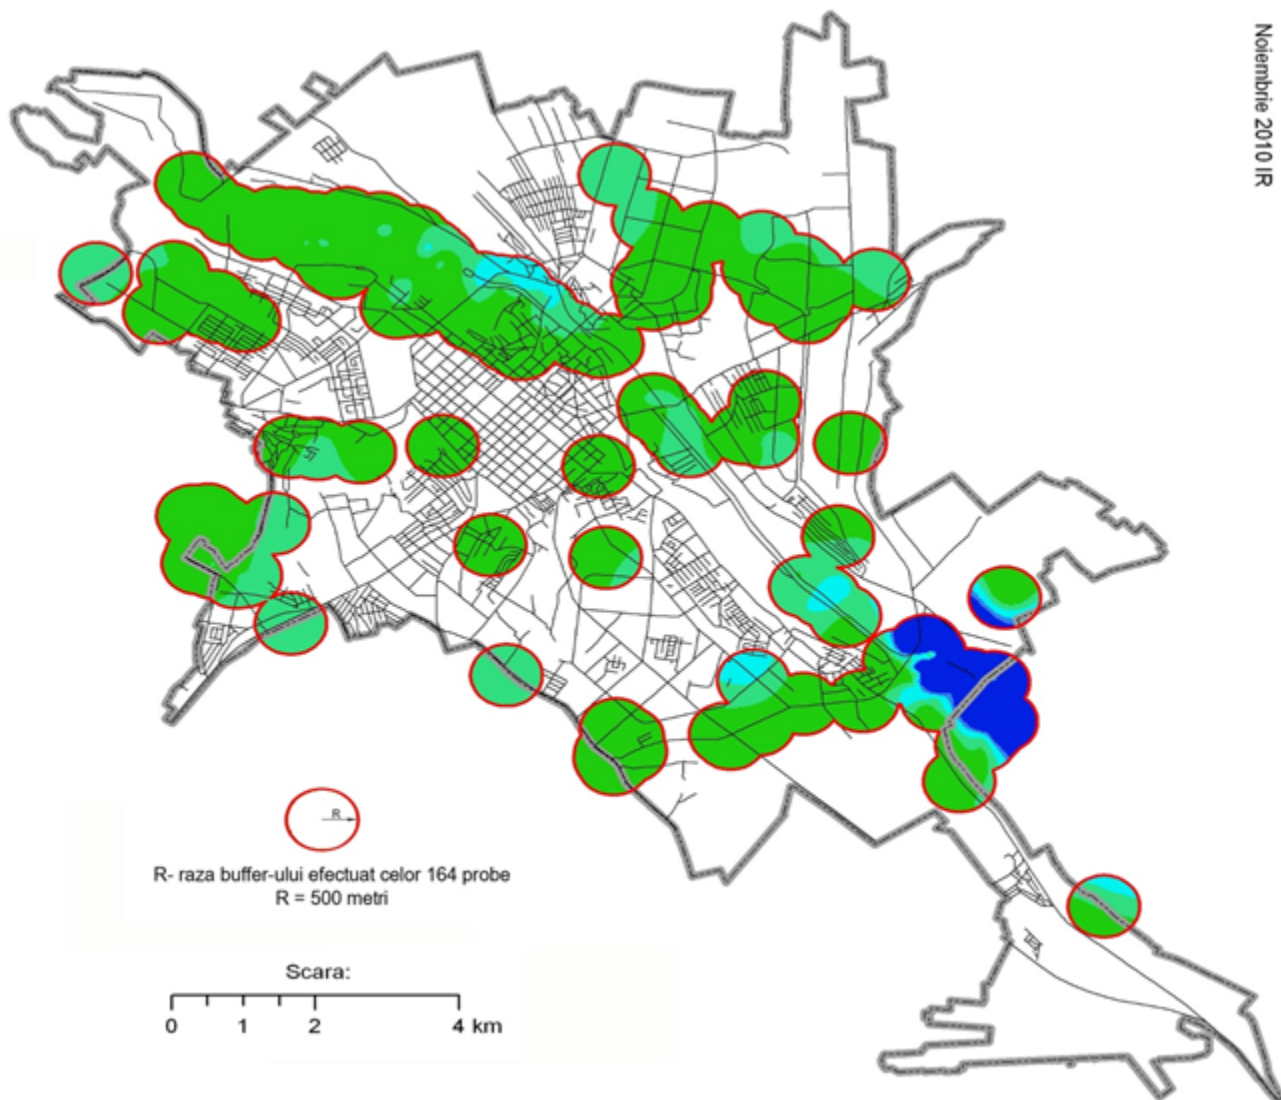 Noiembrie 2010 IR
R
R- raza buffer-ului efectuat celor 164 probe
R = 500 metri
Scara:
0 1 2 4 km